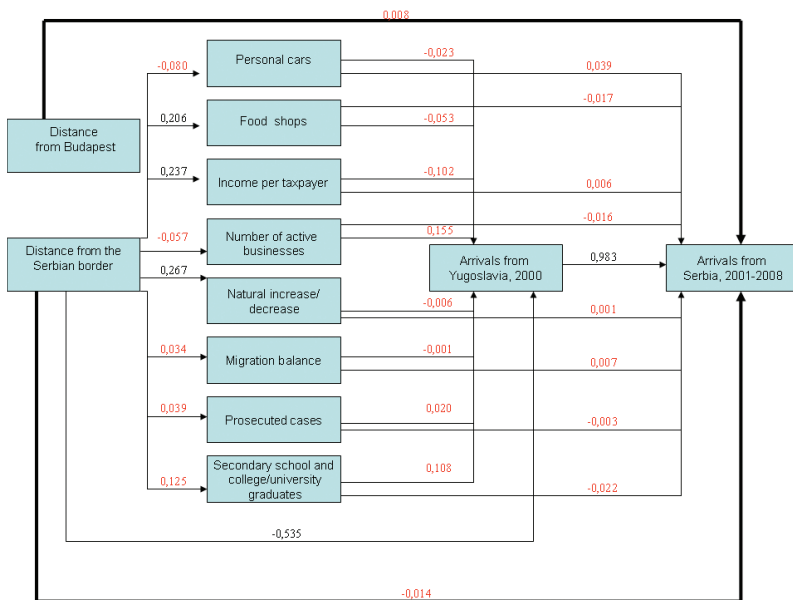 0,008
-0,023
Personal cars
-0,080
0,039
-0,017
Food shops
0,206
-0,053
Distance
from Budapest
0,237
Income per taxpayer
-0,102
0,006
-0,016
Number of active
businesses
0,155
-0,057
Distance from the
Serbian border
0,267
Arrivals from
Yugoslavia, 2000
0,983
Arrivals from
Serbia, 2001-2008
Natural increase/
decrease
-0,006
0,001
0,034
Migration balance
-0,001
0,007
0,039
Prosecuted cases
0,020
-0,003
0,125
Secondary school and
college/university
graduates
0,108
-0,022
-0,535
-0,014